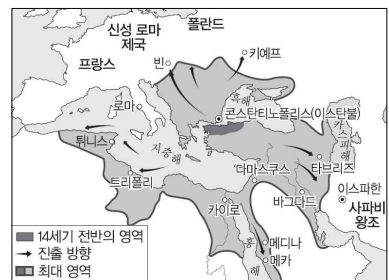 신성 로마
제국
폴란드
프랑스
빈
키예프
로마
흑해
콘스탄티노폴리스(이스탄불)
카스피해
튀니스
지중해
트리폴리
다마스쿠스
타브리즈
이스파한
카이로
바그다드
사파비
왕조
홍해
메디나
메카
14세기 전반의 영역
진출 방향
최대 영역